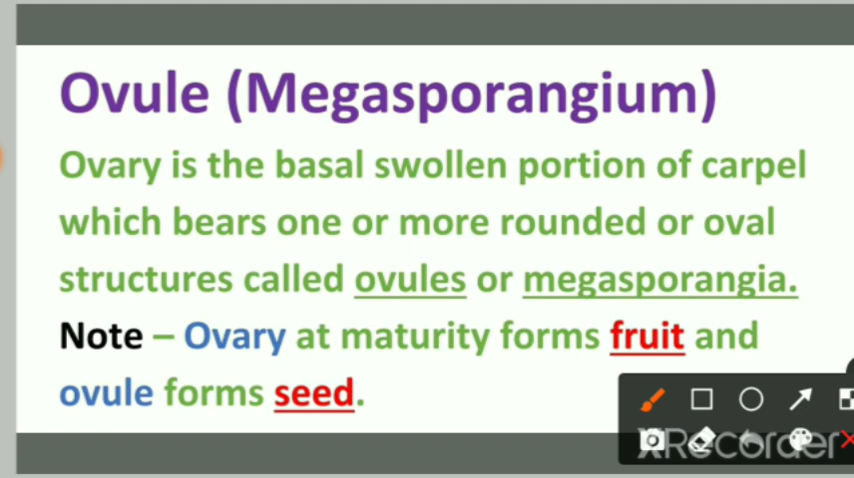 Ovule (Megasporangium)
Ovary is the basal swollen portion of carpel
which bears one or more rounded or oval
structures called ovules or megasporangia.
Note – Ovary at maturity forms fruit and
ovule forms seed.
XRecorder